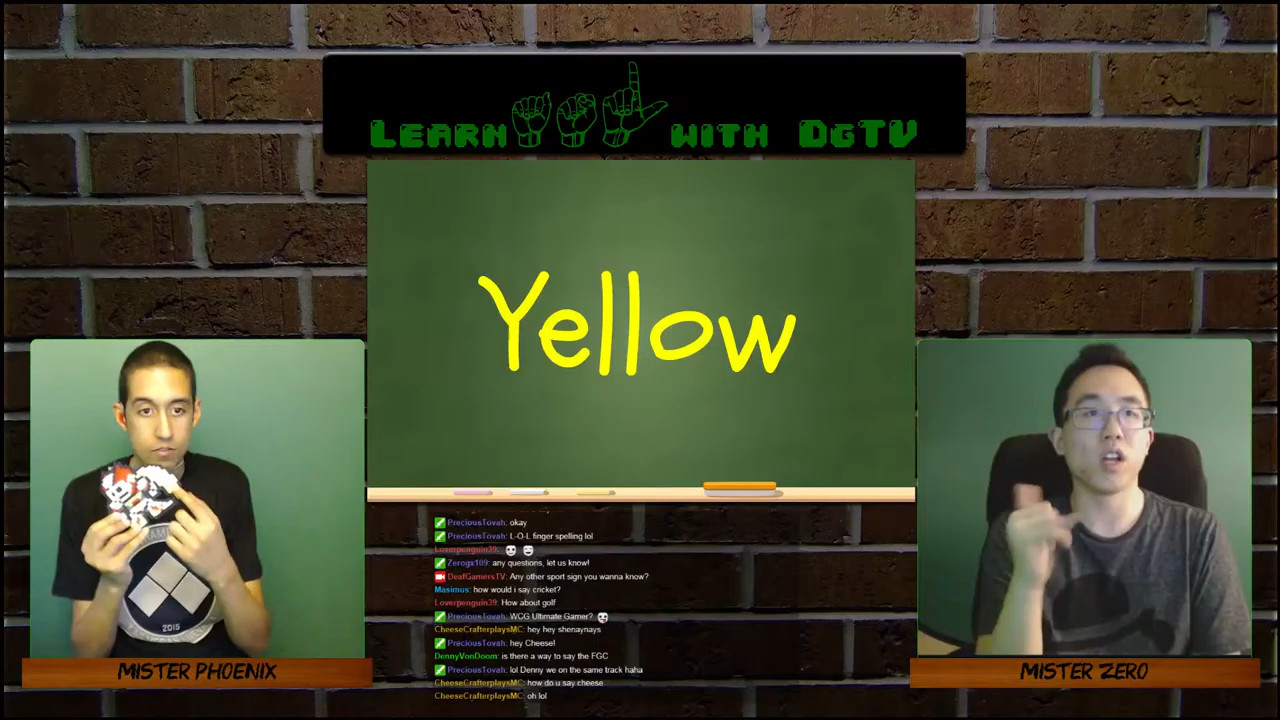 Learn ASL with DGTV
Yellow
PreciousTovah: okay
PreciousTovah: L-O-L finger spelling lol
Loverpenguin39:
Zerogx109: any questions, let us know!
DeafGamersTV: Any other sport sign you wanna know?
Masimus: how would i say cricket?
Loverpenguin39: How about golf
PreciousTovah: WCG Ultimate Gamer?
CheeseCrafterplaysMC: hey hey shenaynays
PreciousTovah: hey Cheese!
DennyVonDoom: is there a way to say the FGC
PreciousTovah: lol Denny we on the same track haha
CheeseCrafterplaysMC: how do u say cheese
CheeseCrafterplaysMC: oh lol
2015
MISTER PHOENIX
MISTER ZERO